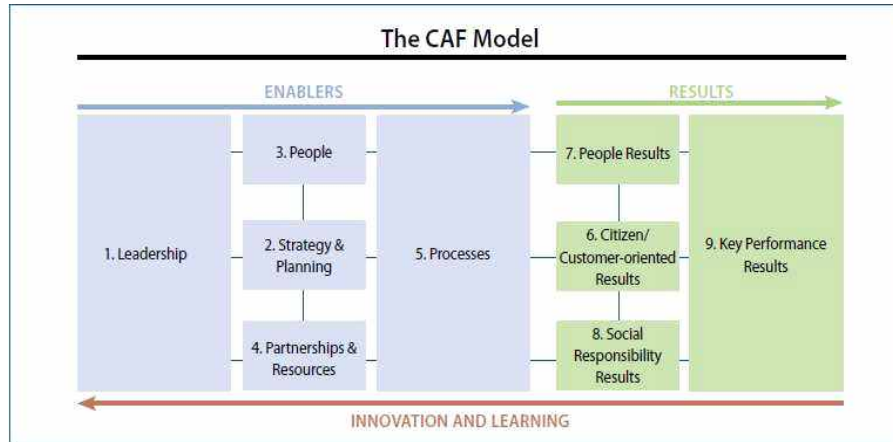 The CAF Model
ENABLERS
RESULTS
1. Leadership
3. People
2. Strategy &
Planning
4. Partnerships &
Resources
5. Processes
7. People Results
6. Citizen/
Customer-oriented
Results
8. Social
Responsibility
Results
9. Key Performance
Results
INNOVATION AND LEARNING